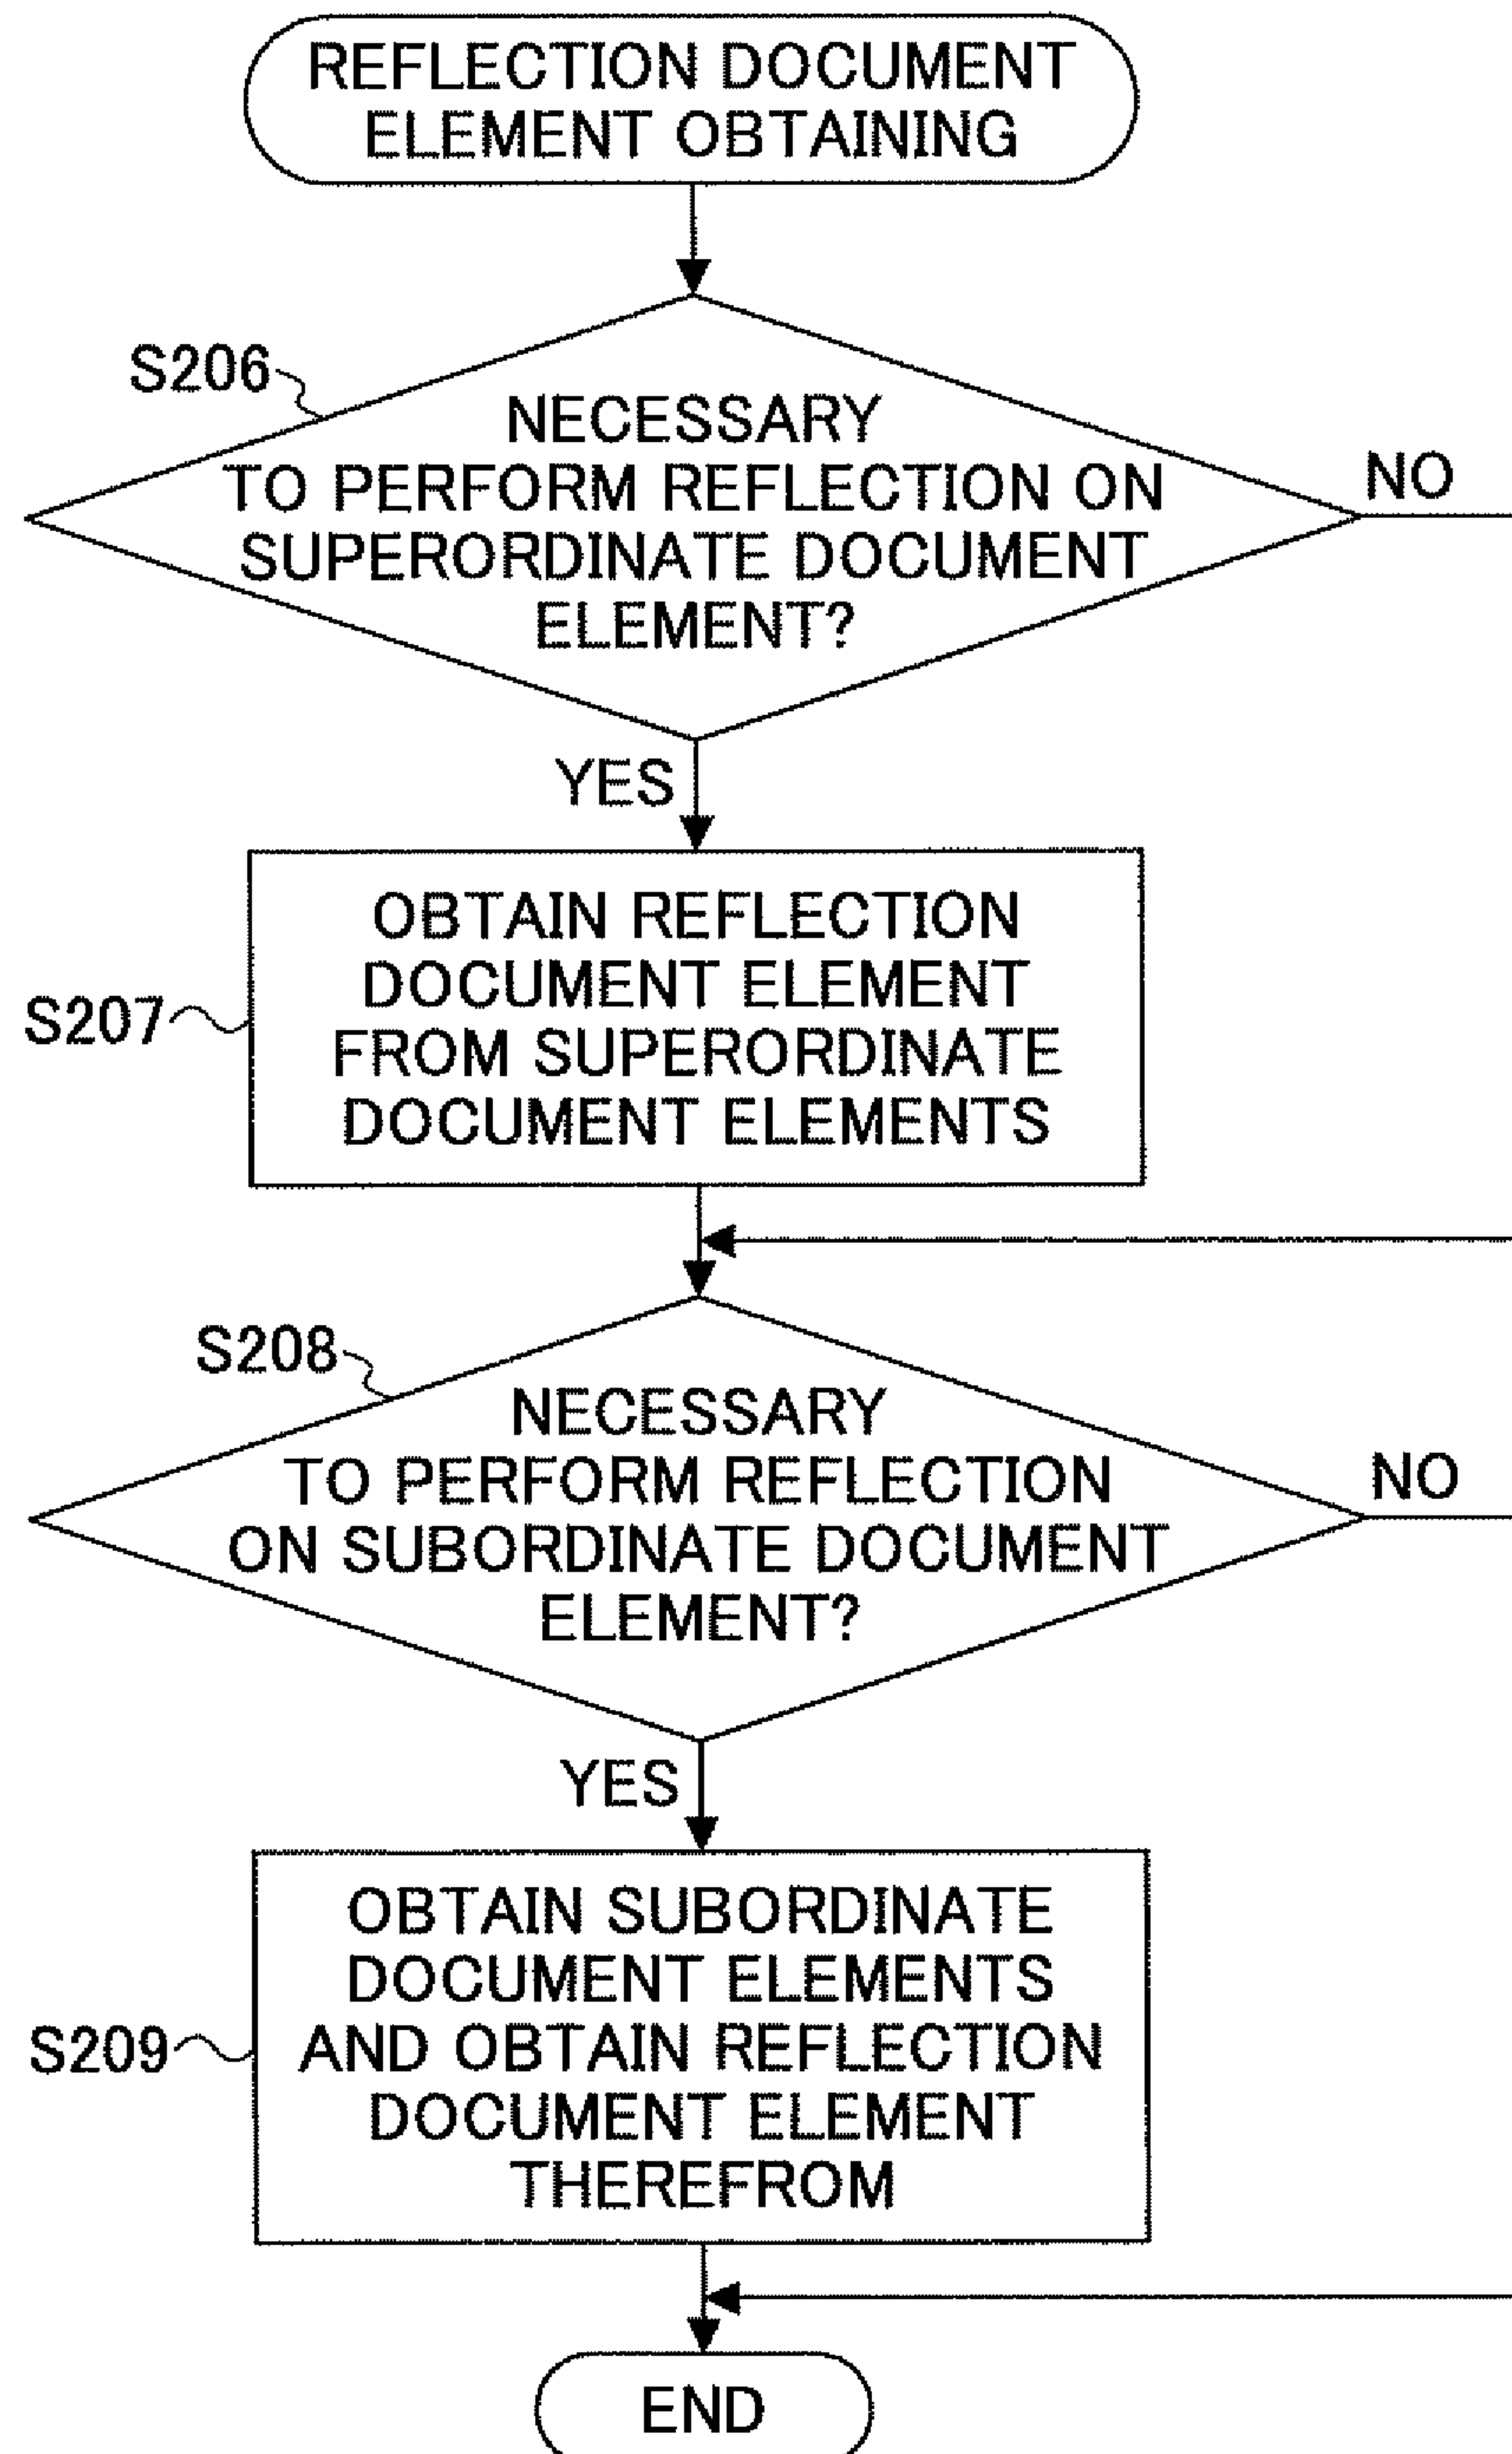 REFLECTION DOCUMENT
ELEMENT OBTAINING
S206
NECESSARY
TO PERFORM REFLECTION ON
SUPERORDINATE DOCUMENT
ELEMENT?
NO
YES
S207
OBTAIN REFLECTION
DOCUMENT ELEMENT
FROM SUPERORDINATE
DOCUMENT ELEMENTS
S208
NECESSARY
TO PERFORM REFLECTION
ON SUBORDINATE DOCUMENT
ELEMENT?
NO
YES
S209
OBTAIN SUBORDINATE
DOCUMENT ELEMENTS
AND OBTAIN REFLECTION
DOCUMENT ELEMENT
THEREFROM
END